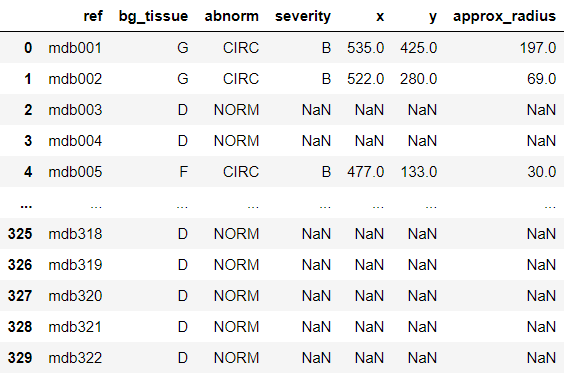 ref bg_tissue abnorm severity x y approx_radius
0 mdb001 G CIRC B 535.0 425.0 197.0
1 mdb002 G CIRC B 522.0 280.0 69.0
2 mdb003 D NORM NaN NaN NaN NaN
3 mdb004 D NORM NaN NaN NaN NaN
4 mdb005 F CIRC B 477.0 133.0 30.0
... ... ... ... ... ... ... ...
325 mdb318 D NORM NaN NaN NaN NaN
326 mdb319 D NORM NaN NaN NaN NaN
327 mdb320 D NORM NaN NaN NaN NaN
328 mdb321 D NORM NaN NaN NaN NaN
329 mdb322 D NORM NaN NaN NaN NaN